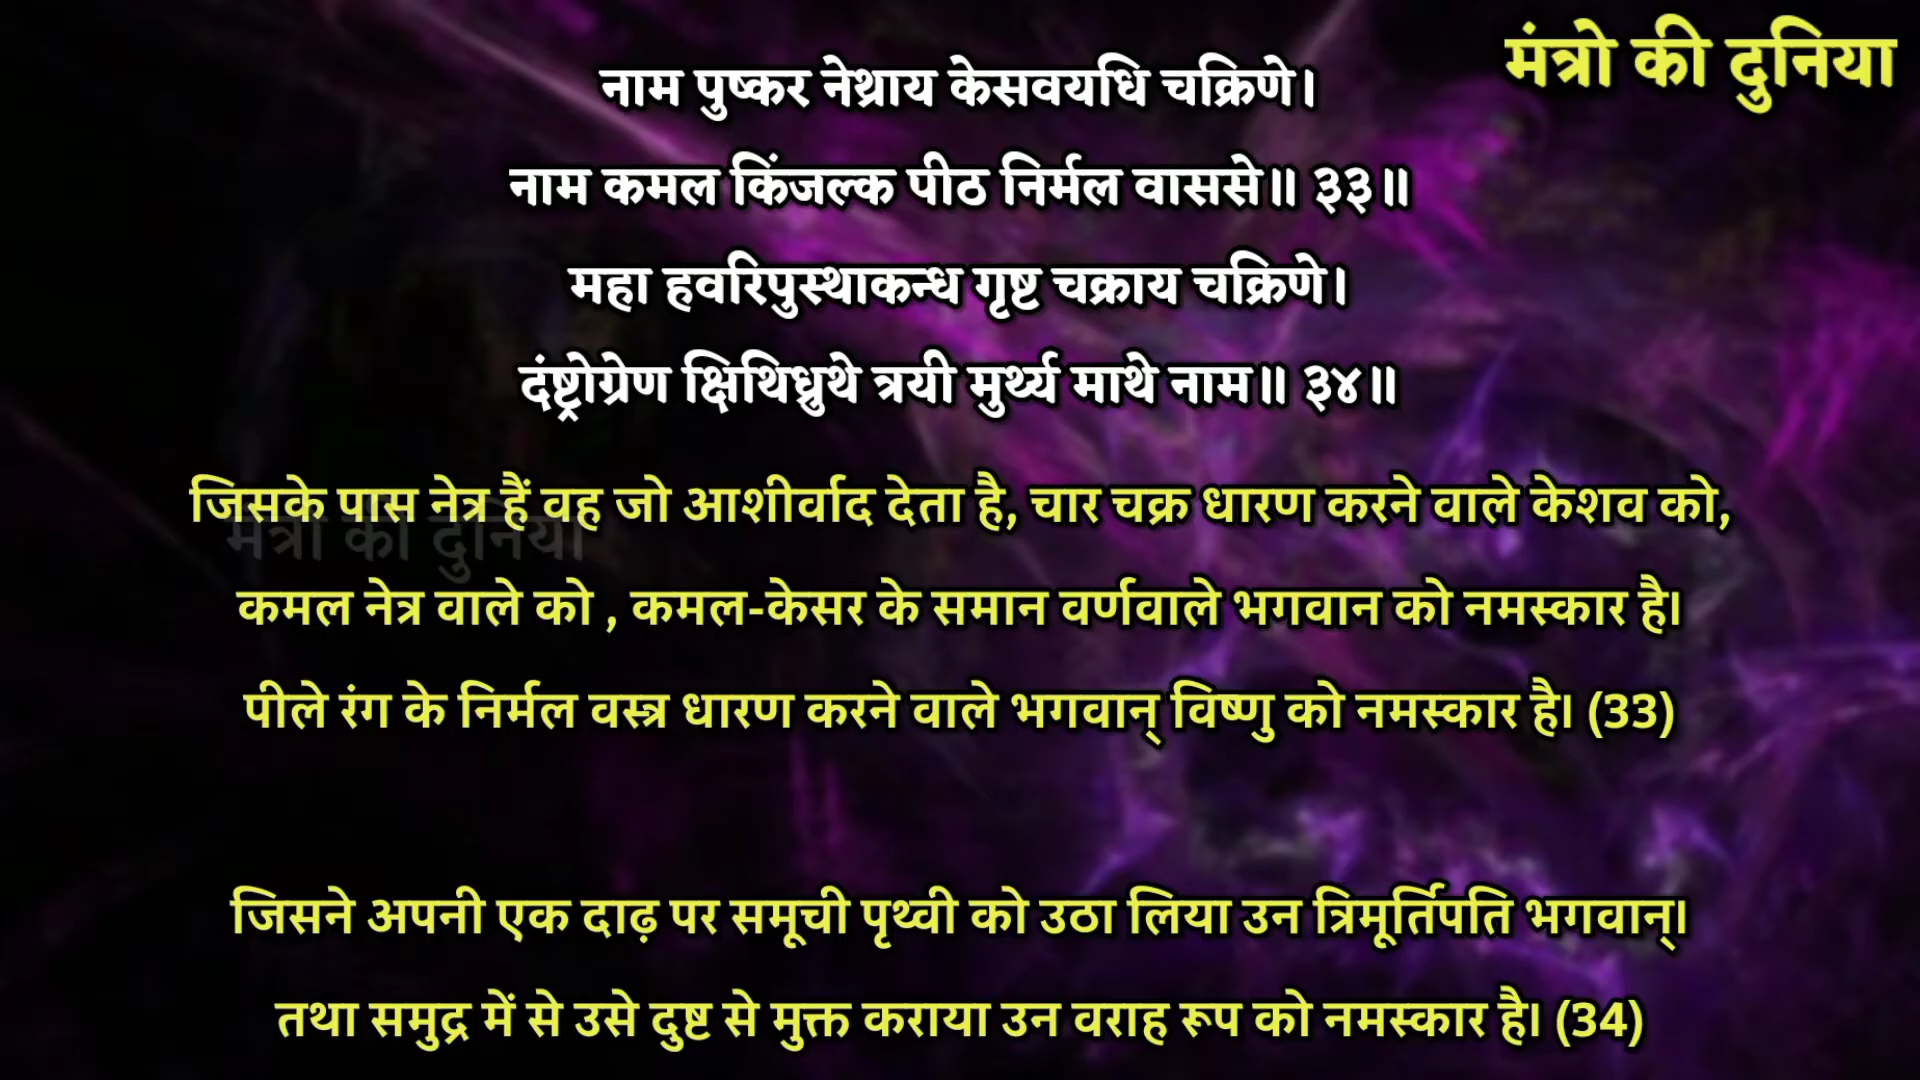 मंत्रो की दुनिया
नाम पुष्कर नेथ्राय केसवयधि चक्रिणे।
नाम कमल किंजल्क पीठ निर्मल वाससे॥ ३३॥
महा हवरिपुस्थाकन्ध गृष्ट चक्राय चक्रिणे।
दंष्ट्रोग्रेण क्षिथिध्रुथे त्रयी मुर्थ्य माथे नाम॥ ३४॥
जिसके पास नेत्र हैं वह जो आशीर्वाद देता है, चार चक्र धारण करने वाले केशव को,
मंत्रो की दुनिया
कमल नेत्र वाले को , कमल-केसर के समान वर्णवाले भगवान को नमस्कार है।
पीले रंग के निर्मल वस्त्र धारण करने वाले भगवान् विष्णु को नमस्कार है। (33)
जिसने अपनी एक दाढ़ पर समूची पृथ्वी को उठा लिया उन त्रिमूर्तिपति भगवान्।
तथा समुद्र में से उसे दुष्ट से मुक्त कराया उन वराह रूप को नमस्कार है। (34)